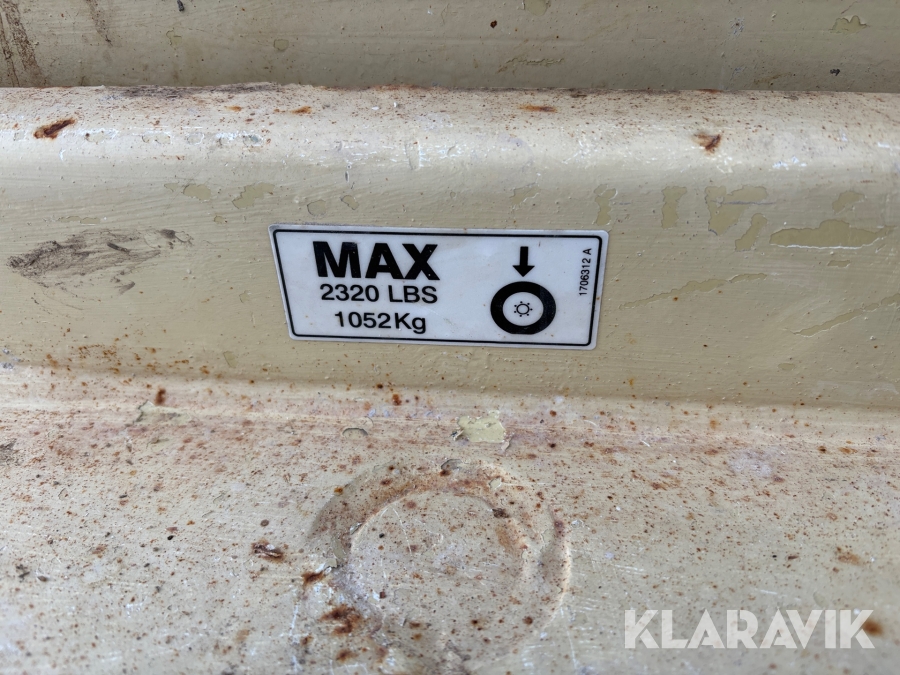 MAX
2320 LBS
1052Kg
1706312 A
KLARAVIK